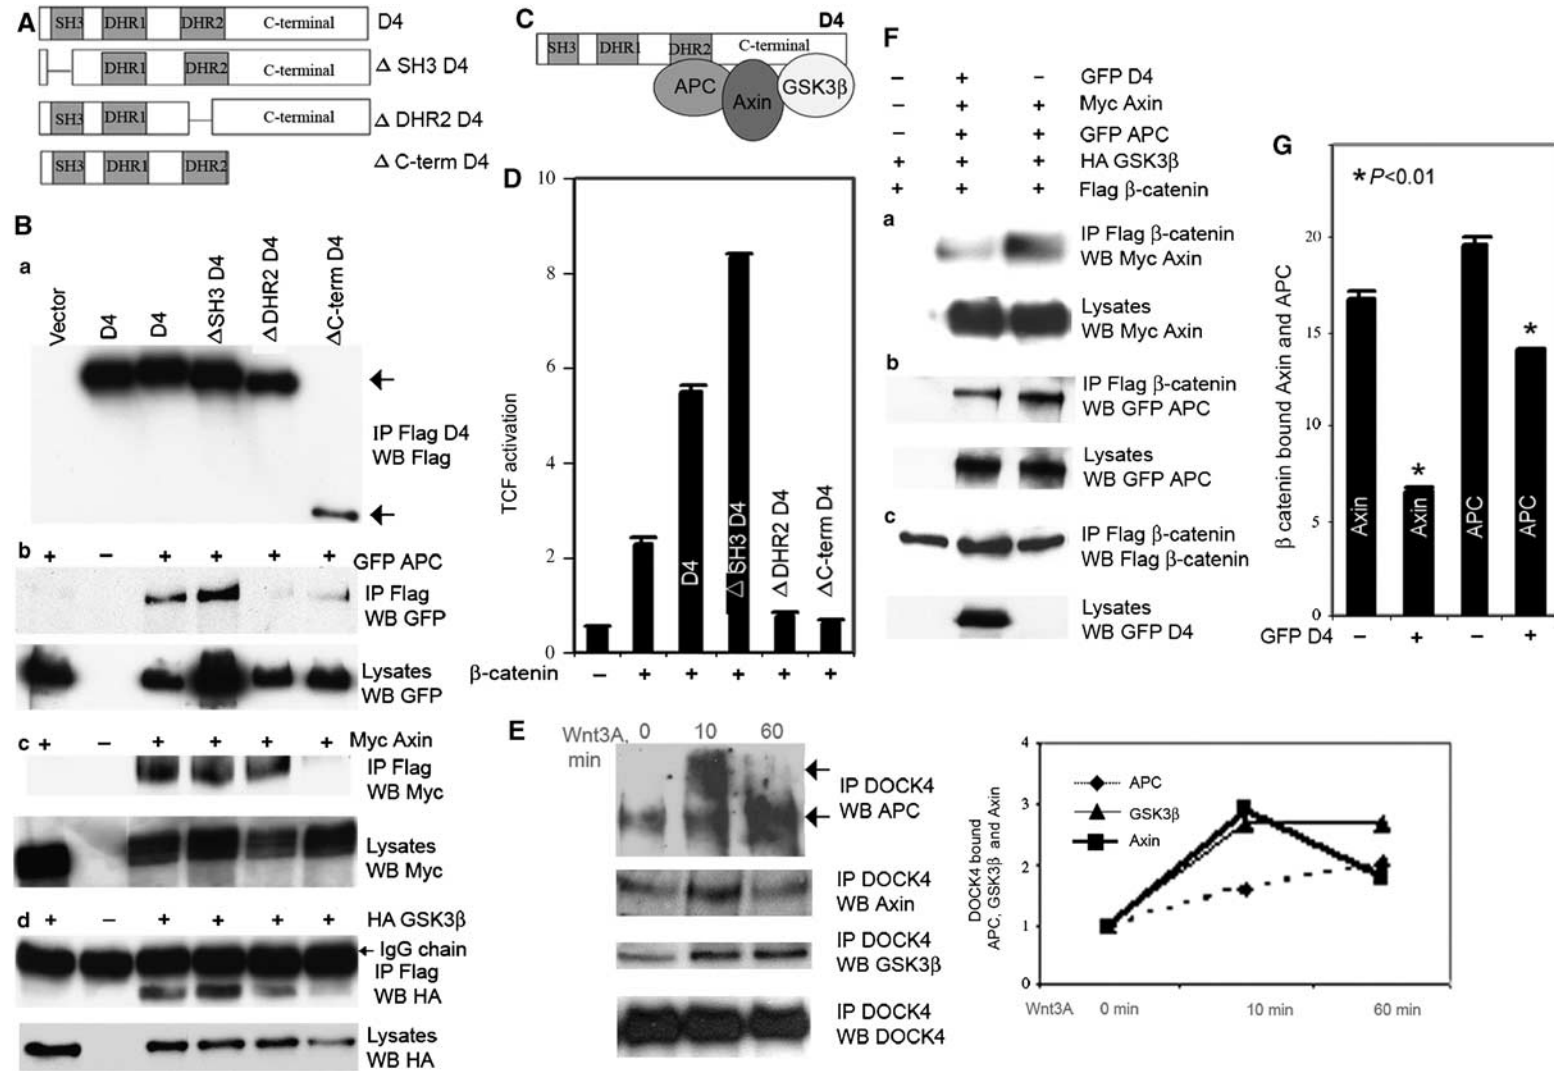 A
SH3 DHR1 DHR2 C-terminal D4
DHR1 DHR2 C-terminal Δ SH3 D4
SH3 DHR1 C-terminal Δ DHR2 D4
SH3 DHR1 DHR2 Δ C-term D4
B
a
Vector
D4
D4
ΔSH3 D4
ΔDHR2 D4
ΔC-term D4
IP Flag D4
WB Flag
b + − + + + + GFP APC
IP Flag
WB GFP
Lysates
WB GFP
c + − + + + + Myc Axin
IP Flag
WB Myc
Lysates
WB Myc
d + − + + + + HA GSK3β
IgG chain
IP Flag
WB HA
Lysates
WB HA
C
D4
SH3 DHR1 DHR2 C-terminal
APC
Axin
GSK3β
D
TCF activation
10
8
6
4
2
0
D4
Δ SH3 D4
ΔDHR2 D4
ΔC-term D4
β-catenin − + + + + +
E
Wnt3A, min 0 10 60
IP DOCK4
WB APC
IP DOCK4
WB Axin
IP DOCK4
WB GSK3β
IP DOCK4
WB DOCK4
DOCK4 bound
APC, GSK3β and Axin
4
3
2
1
0
APC
GSK3β
Axin
Wnt3A 0 min 10 min 60 min
F
− + − GFP D4
− + + Myc Axin
− + + GFP APC
+ + + HA GSK3β
+ + + Flag β-catenin
a
IP Flag β-catenin
WB Myc Axin
Lysates
WB Myc Axin
b
IP Flag β-catenin
WB GFP APC
Lysates
WB GFP APC
c
IP Flag β-catenin
WB Flag β-catenin
Lysates
WB GFP D4
G
*P<0.01
β catenin bound Axin and APC
20
15
10
5
0
Axin
*
Axin
APC
*
APC
GFP D4 − + − +